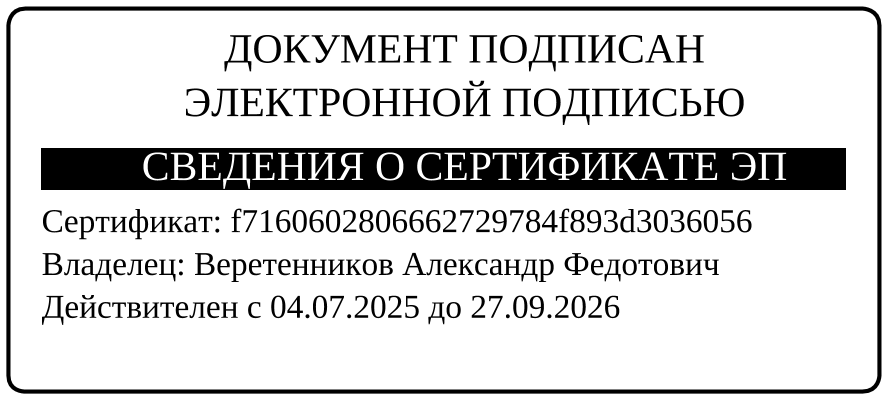 ДОКУМЕНТ ПОДПИСАН
ЭЛЕКТРОННОЙ ПОДПИСЬЮ
СВЕДЕНИЯ О СЕРТИФИКАТЕ ЭП
Сертификат: f7160602806662729784f893d3036056
Владелец: Веретенников Александр Федотович
Действителен с 04.07.2025 до 27.09.2026